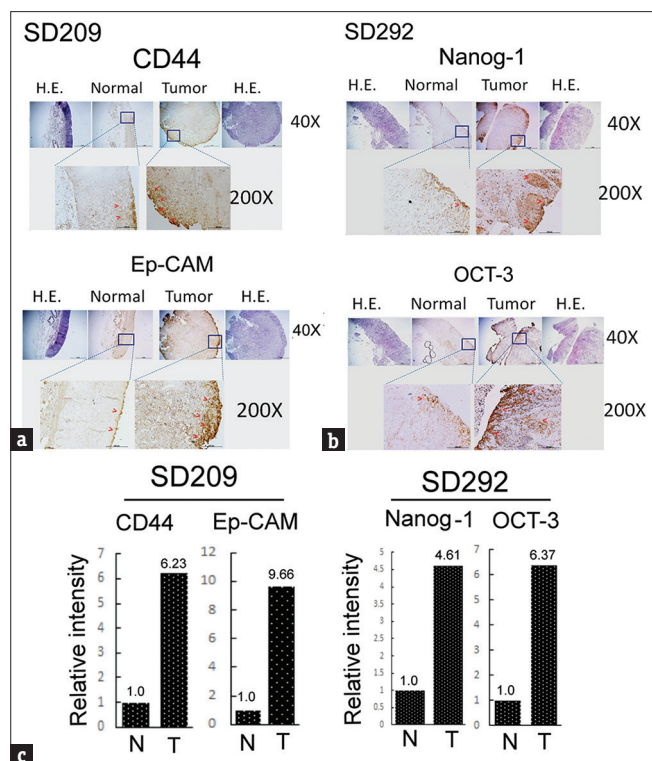 SD209
CD44
H.E. Normal Tumor H.E.
40X
200X
Ep-CAM
H.E. Normal Tumor H.E.
40X
200X
a
SD292
Nanog-1
H.E. Normal Tumor H.E.
40X
200X
OCT-3
H.E. Normal Tumor H.E.
40X
200X
b
SD209
CD44 Ep-CAM
Relative intensity
7
6
5
4
3
2
1
0
6.23
1.0
N T
12
10
8
6
4
2
0
9.66
1.0
N T
SD292
Nanog-1 OCT-3
Relative intensity
5
4.5
4
3.5
3
2.5
2
1.5
1
0.5
0
4.61
1.0
N T
7
6
5
4
3
2
1
0
6.37
1.0
N T
c